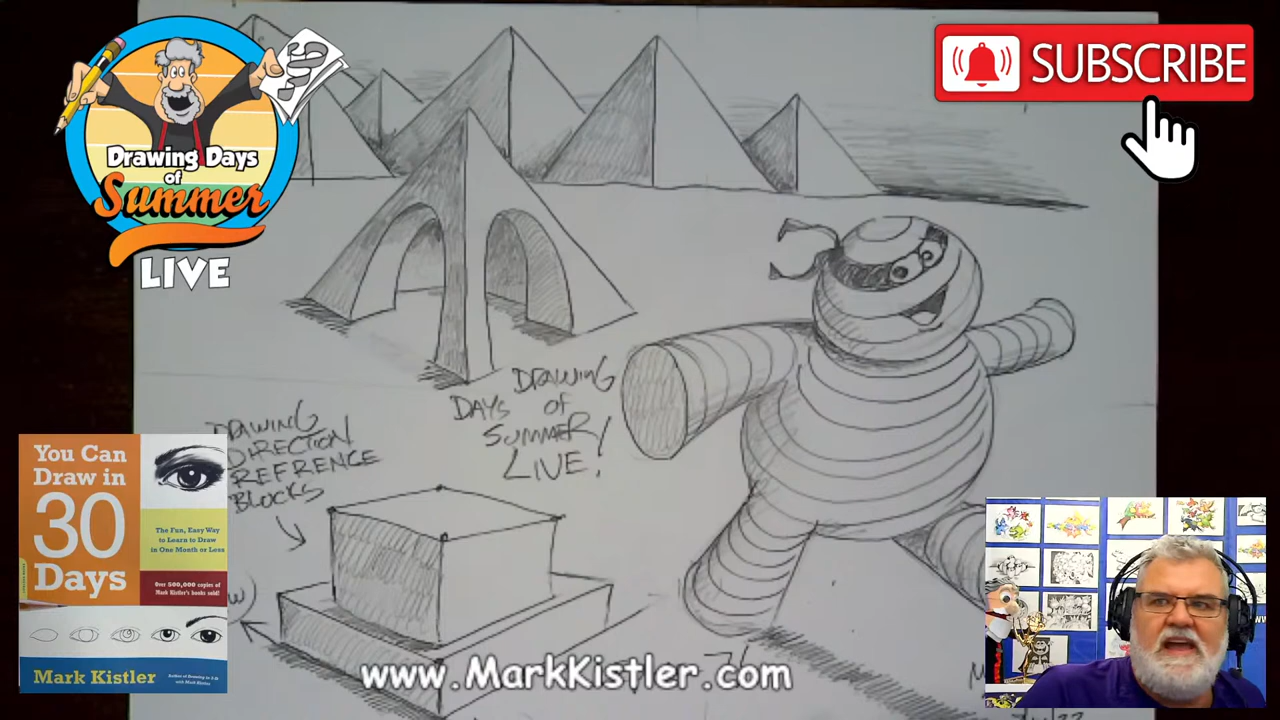 Drawing Days
of
Summer
LIVE
SUBSCRIBE
DRAWING
DAYS OF
SUMMER/
LIVE!
DRAWING
DIRECTION
REFRENCE
BLOCKS
You Can
Draw in
30
Days
The Fun, Easy Way
to Learn to Draw
in One Month or Less
Over 500,000 copies of
Mark Kistler's books sold!
Mark Kistler
www.MarkKistler.com